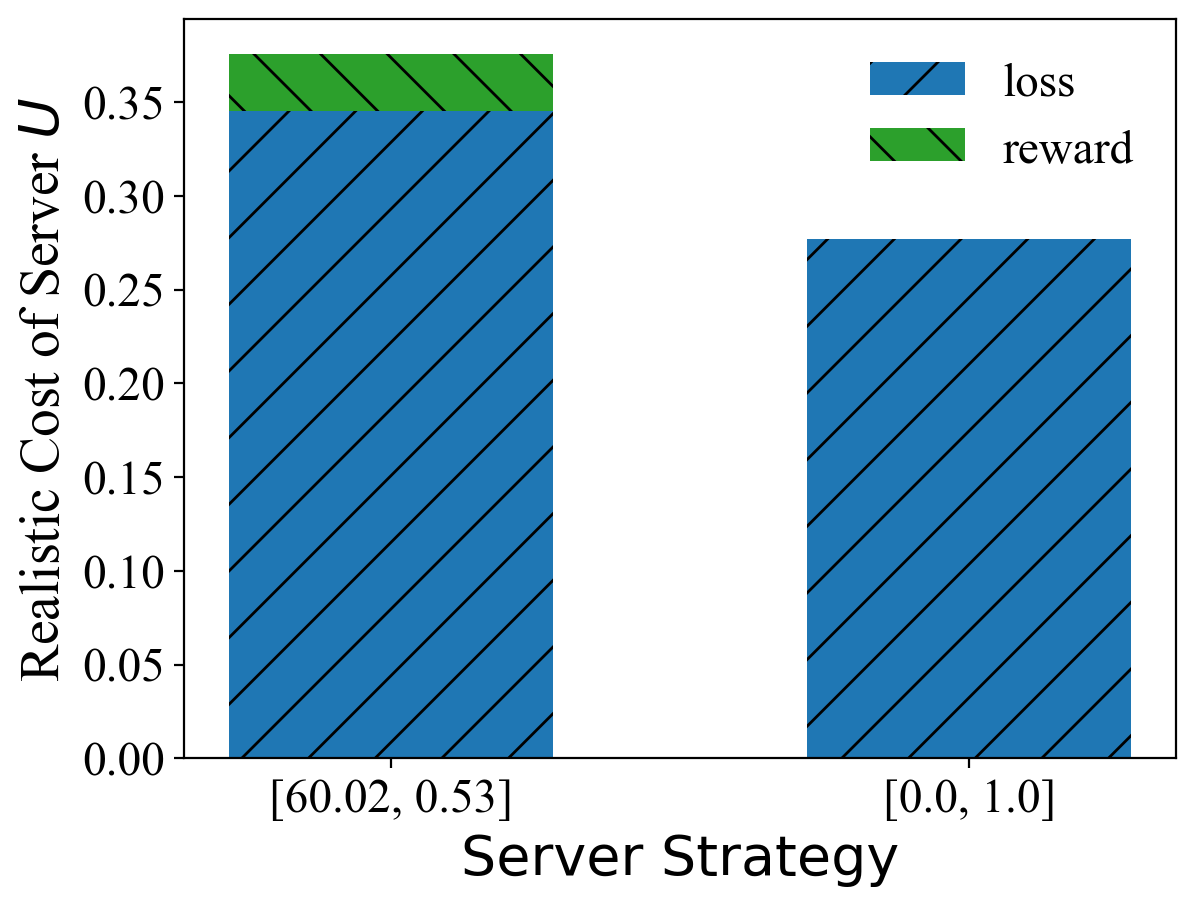 Realistic Cost of Server U
0.35
0.30
0.25
0.20
0.15
0.10
0.05
0.00
loss
reward
[60.02, 0.53]
[0.0, 1.0]
Server Strategy